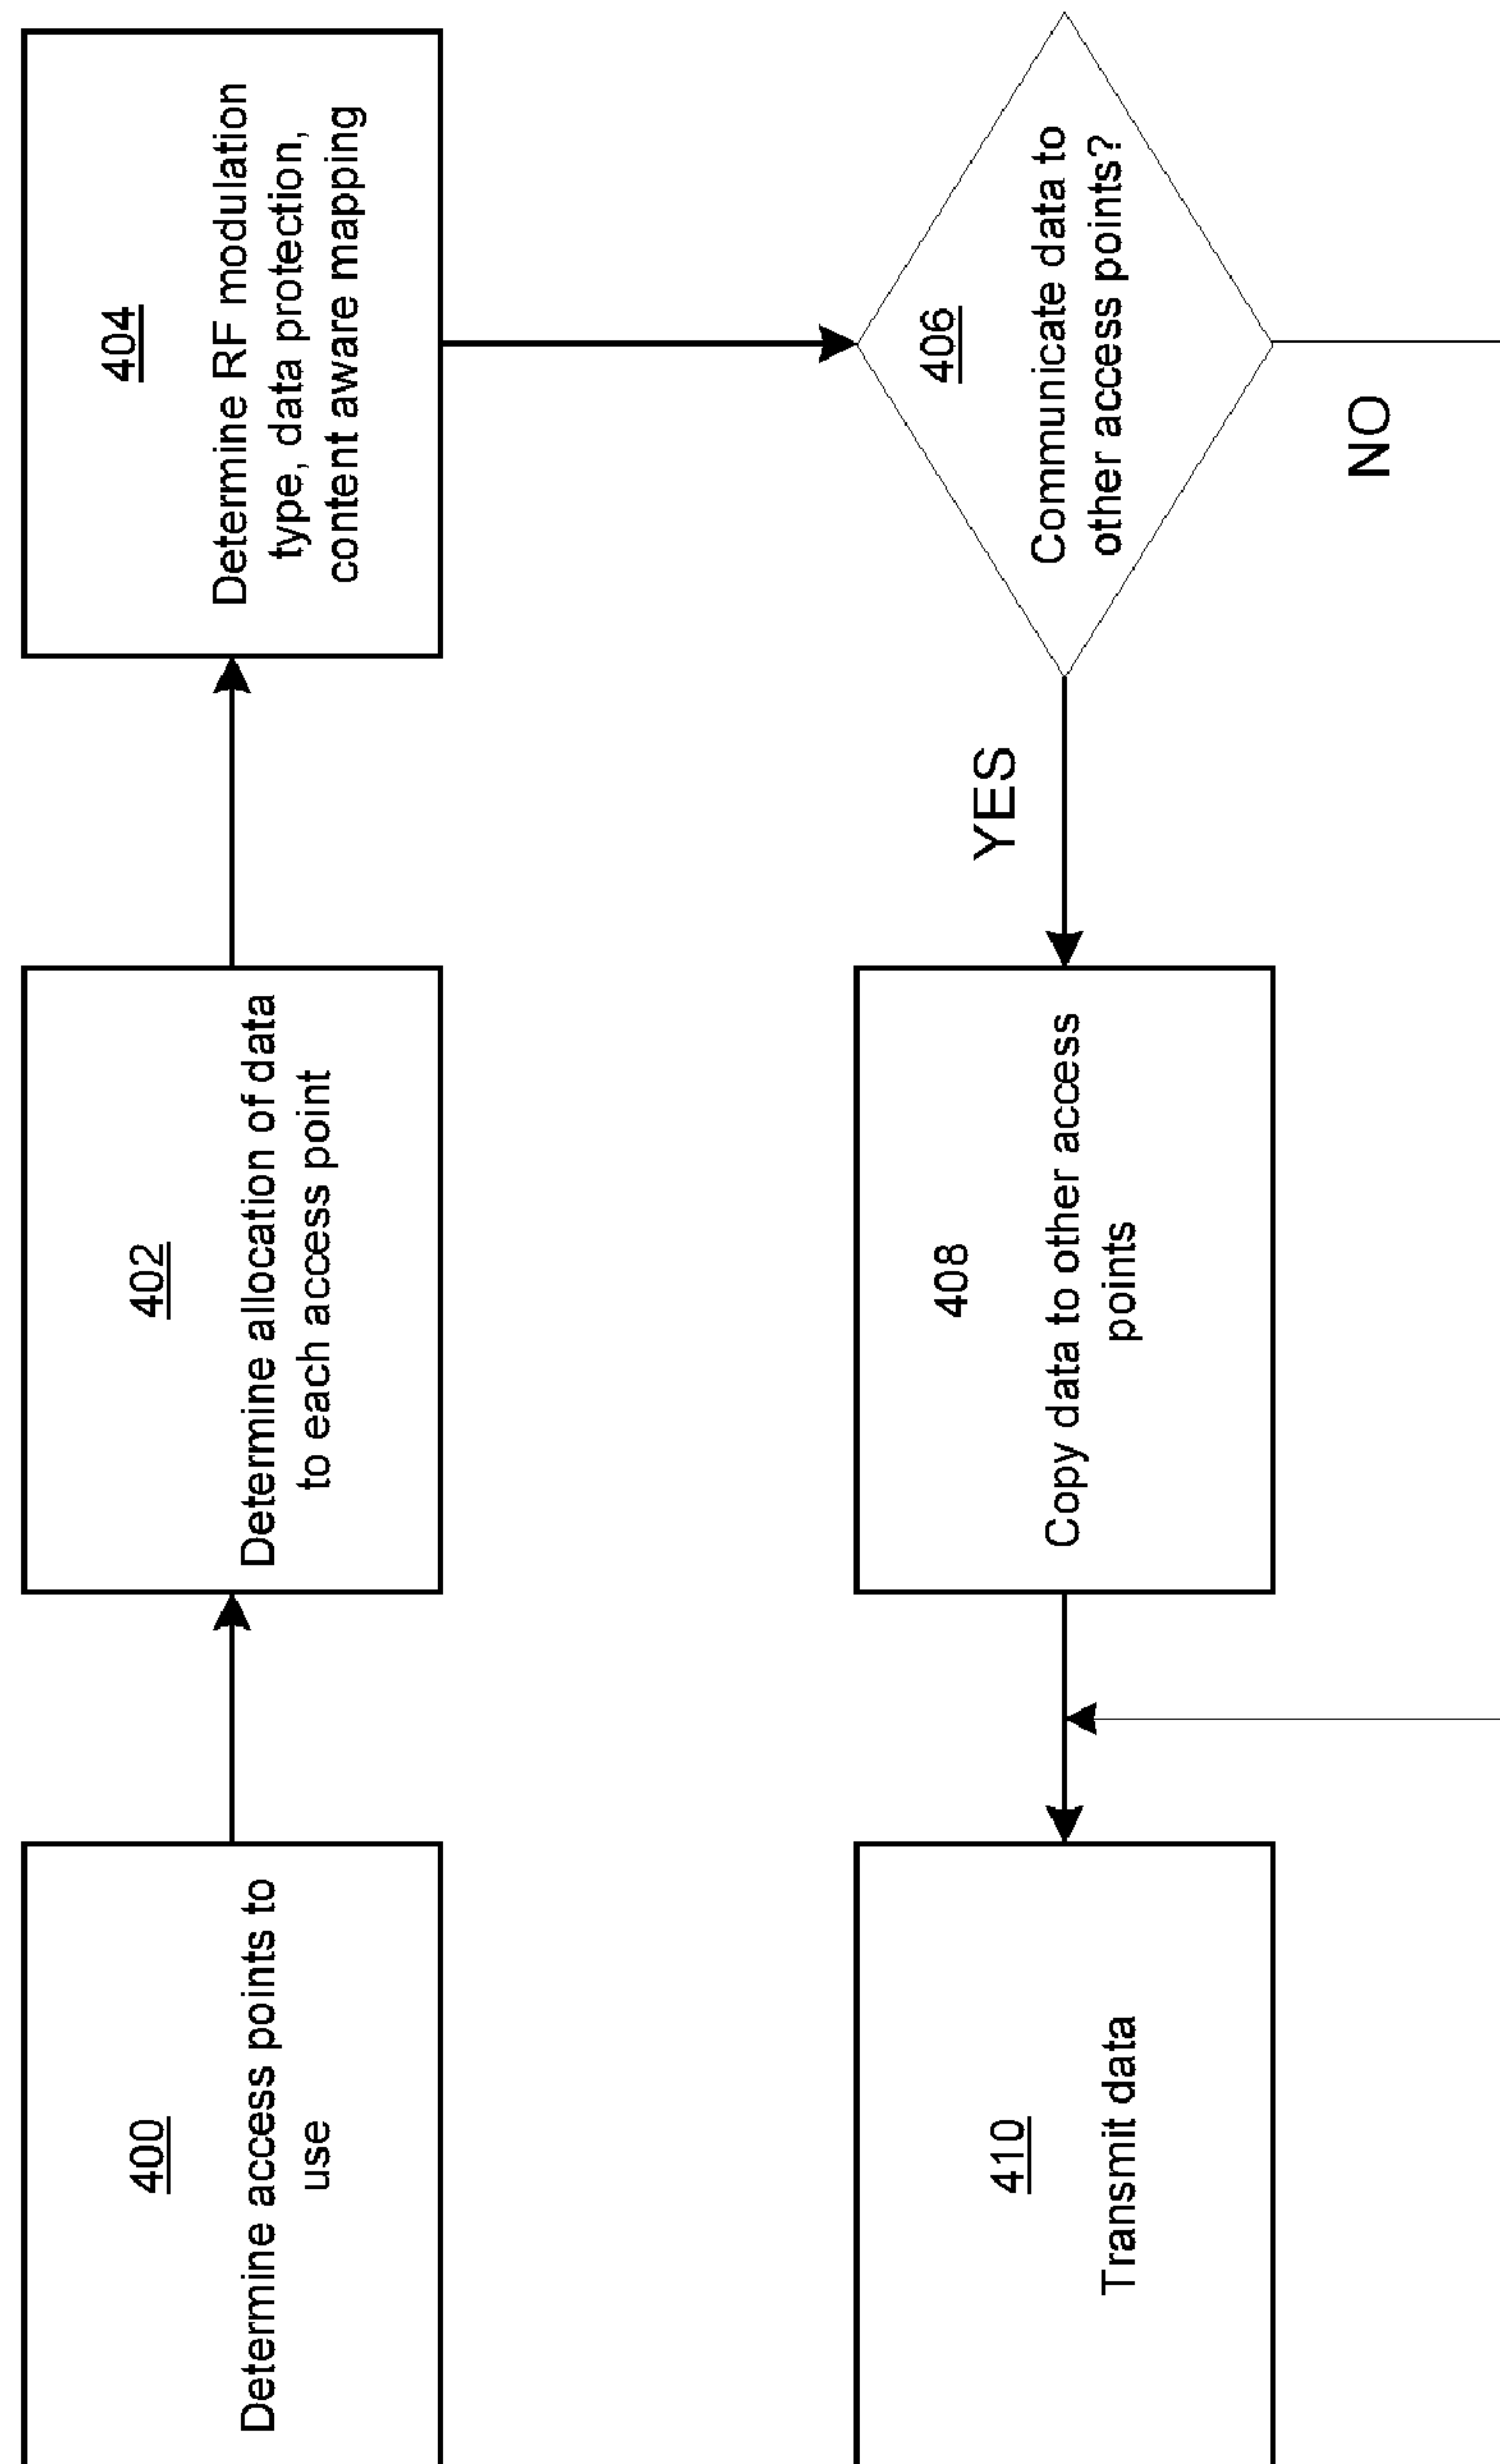 400
Determine access points to
use
402
Determine allocation of data
to each access point
404
Determine RF modulation
type, data protection,
content aware mapping
406
Communicate data to
other access points?
YES
NO
408
Copy data to other access
points
410
Transmit data